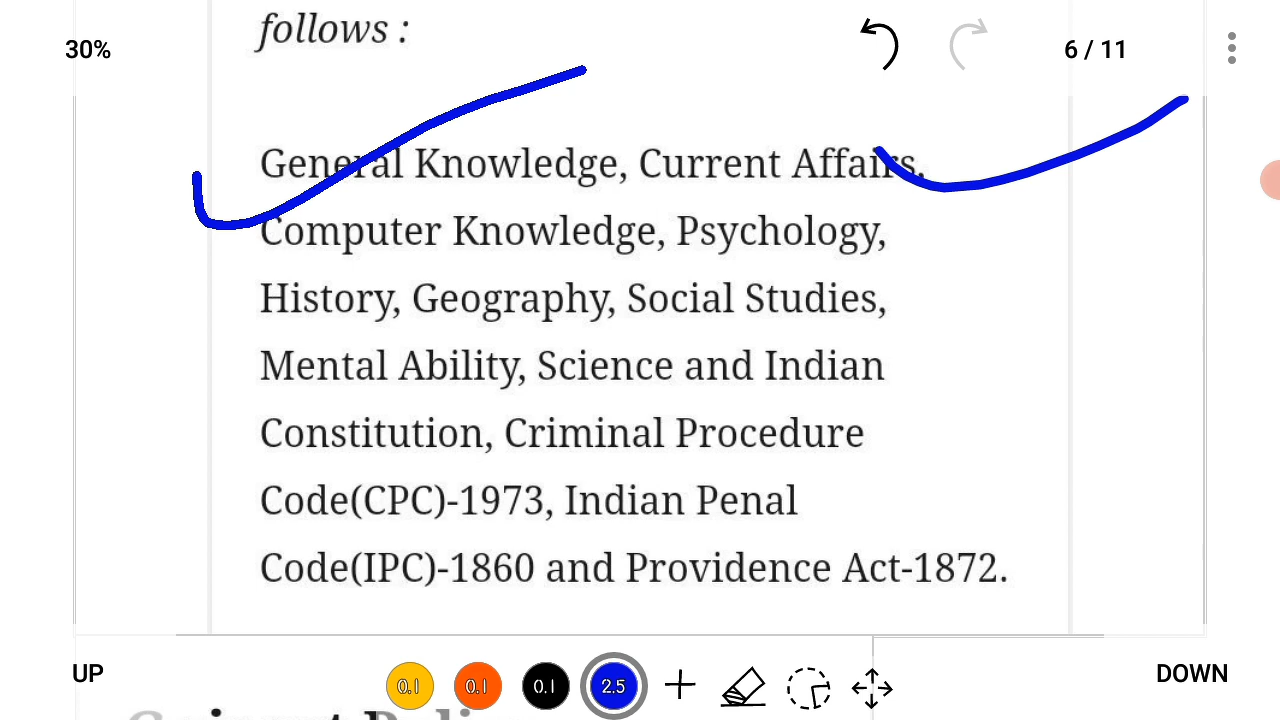 follows :
30%
6 / 11
General Knowledge, Current Affairs,
Computer Knowledge, Psychology,
History, Geography, Social Studies,
Mental Ability, Science and Indian
Constitution, Criminal Procedure
Code(CPC)-1973, Indian Penal
Code(IPC)-1860 and Providence Act-1872.
UP
0.1
0.1
0.1
2.5
DOWN